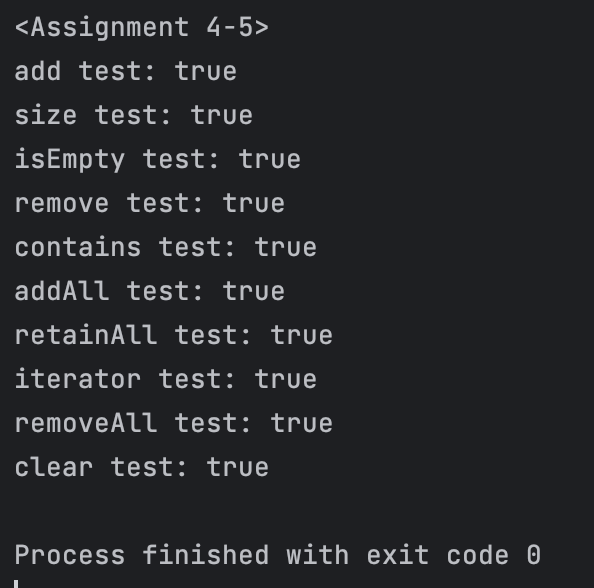 <Assignment 4-5>
add test: true
size test: true
isEmpty test: true
remove test: true
contains test: true
addAll test: true
retainAll test: true
iterator test: true
removeAll test: true
clear test: true
Process finished with exit code 0